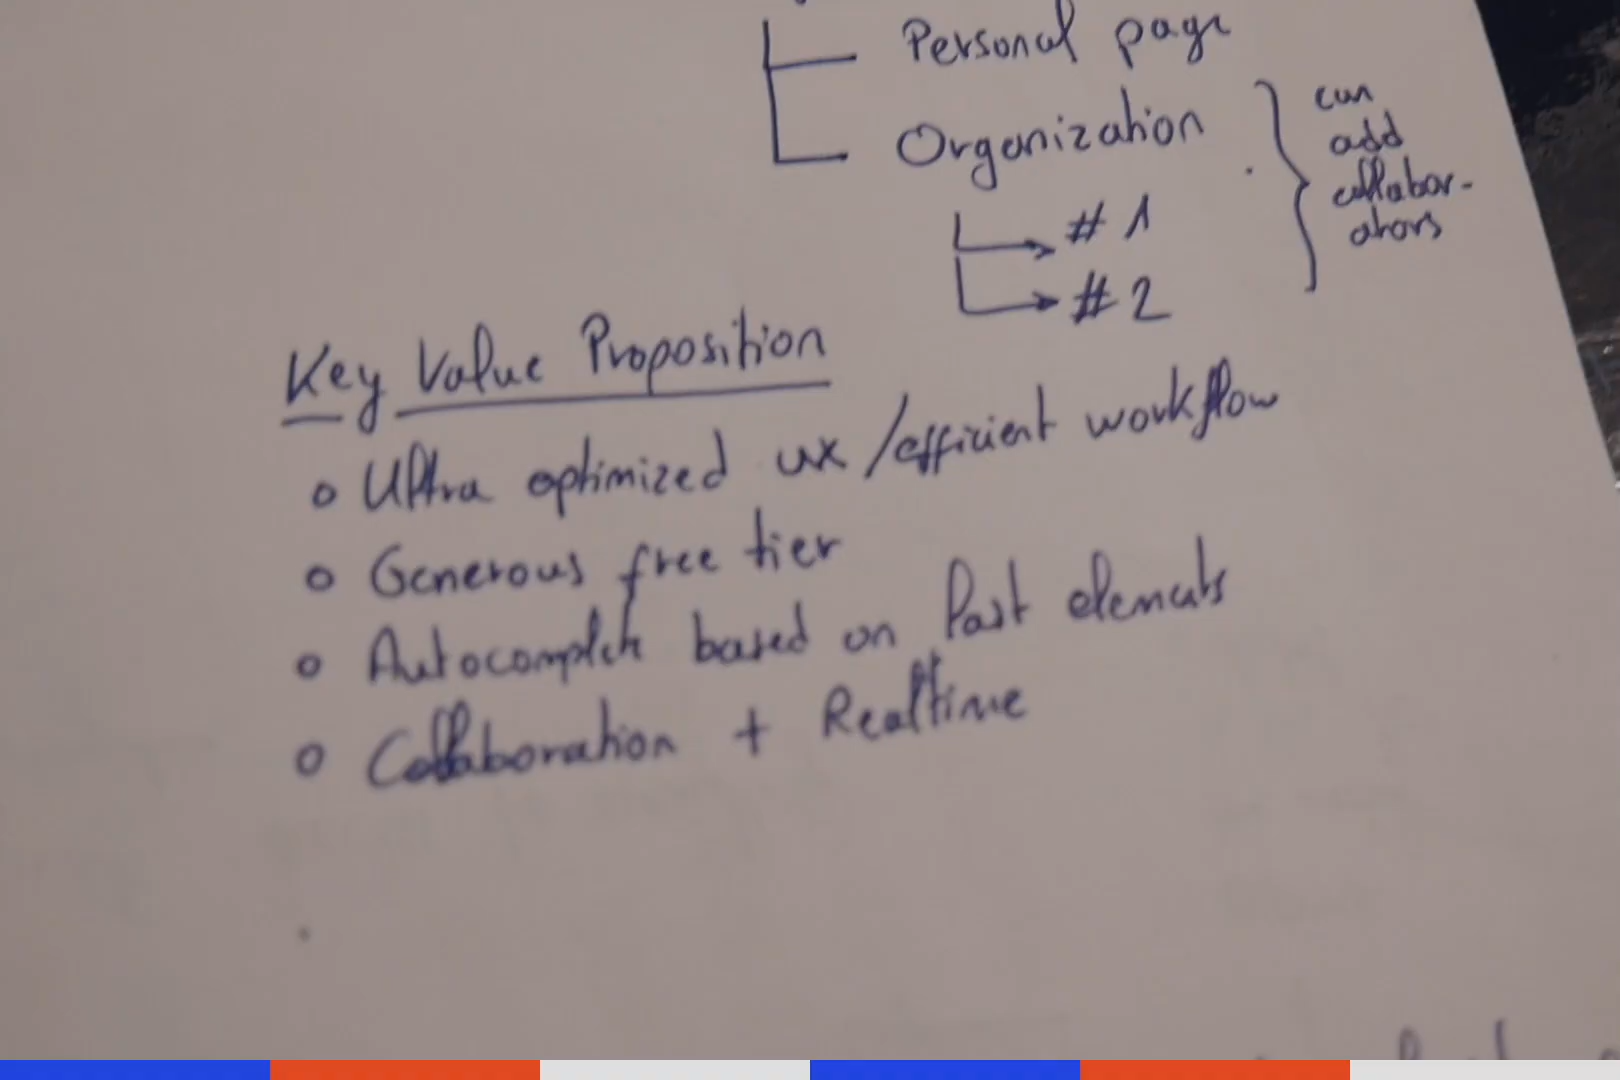 Personal page
Organization
can
add
collabor-
ators
# 1
# 2
Key Value Proposition
Ultra optimized ux /efficient workflow
Generous free tier
Autocomplete based on Past elements
Collaboration + Realtime